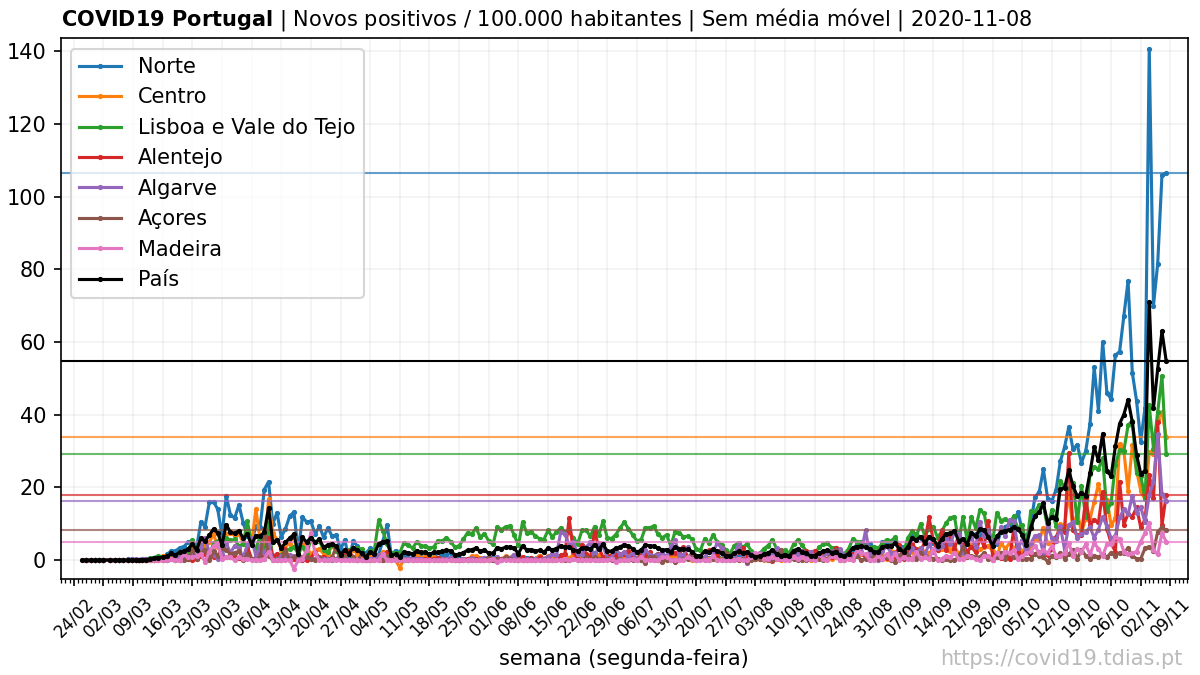 COVID19 Portugal | Novos positivos / 100.000 habitantes | Sem média móvel | 2020-11-08
140
120
100
80
60
40
20
0
Norte
Centro
Lisboa e Vale do Tejo
Alentejo
Algarve
Açores
Madeira
País
24/02 02/03 09/03 16/03 23/03 30/03 06/04 13/04 20/04 27/04 04/05 11/05 18/05 25/05 01/06 08/06 15/06 22/06 29/06 06/07 13/07 20/07 27/07 03/08 10/08 17/08 24/08 31/08 07/09 14/09 21/09 28/09 05/10 12/10 19/10 26/10 02/11 09/11
semana (segunda-feira)
https://covid19.tdias.pt